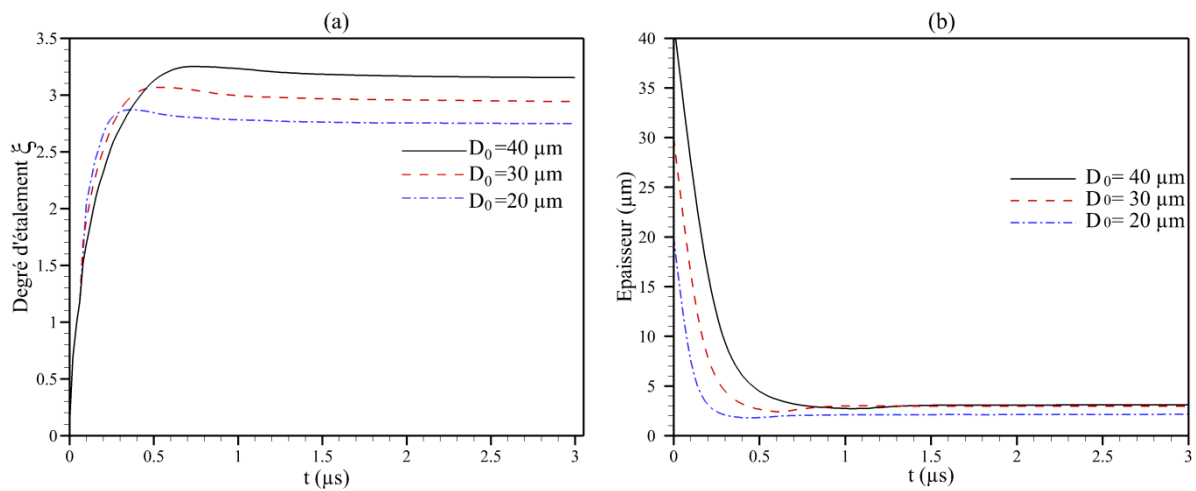 (a)
3.5
3
2.5
2
1.5
1
0.5
0
Degré d'étalement ξ
D₀=40 µm
D₀=30 µm
D₀=20 µm
0 0.5 1 1.5 2 2.5 3
t (µs)
(b)
40
35
30
25
20
15
10
5
0
Epaisseur (µm)
D₀= 40 µm
D₀= 30 µm
D₀= 20 µm
0 0.5 1 1.5 2 2.5 3
t (µs)